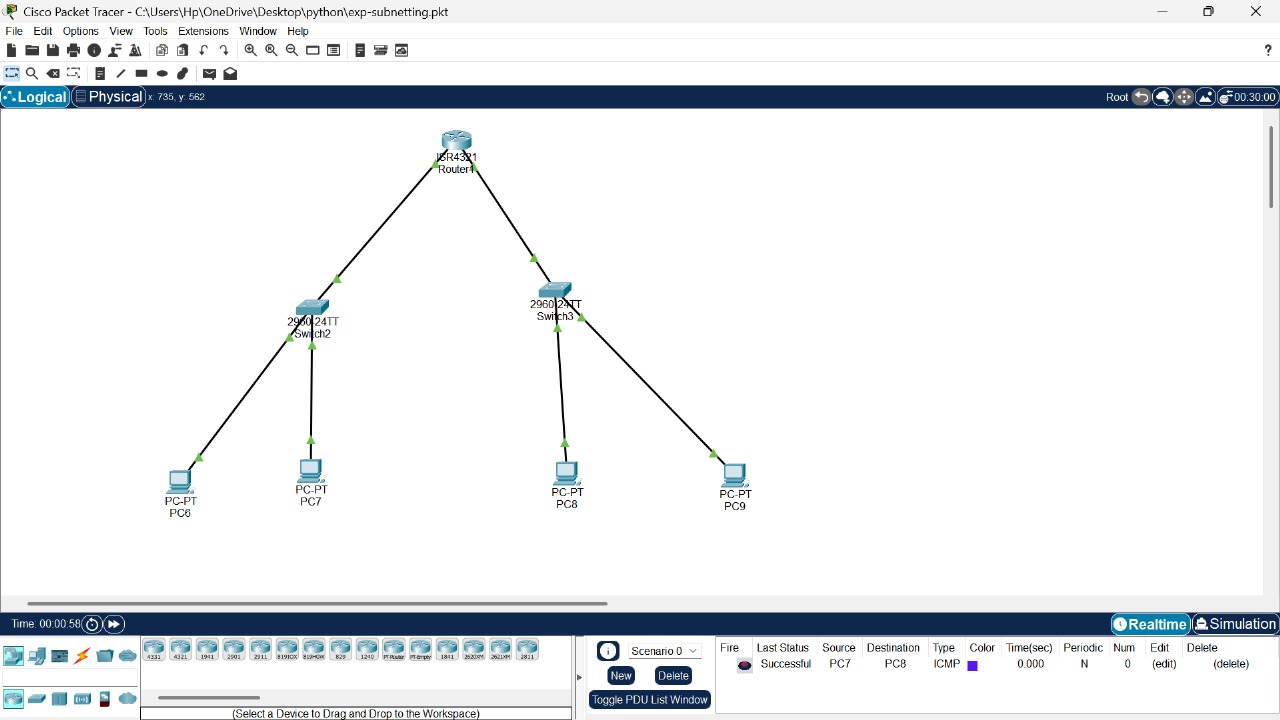 Cisco Packet Tracer - C:\Users\Hp\OneDrive\Desktop\python\exp-subnetting.pkt
File Edit Options View Tools Extensions Window Help
?
Logical Physical x: 735, y: 562 Root 00:30:00
ISR4321
Router4
2960-24TT
Switch2
2960-24TT
Switch3
PC-PT
PC6
PC-PT
PC7
PC-PT
PC8
PC-PT
PC9
Time: 00:00:58 Realtime Simulation
4331 4321 1941 2901 2911 819IOX 819HGW 829 1240 PT-Router PT-Empty 1841 2620XM 2621XM 2811
(Select a Device to Drag and Drop to the Workspace)
Scenario 0
New Delete
Toggle PDU List Window
Fire Last Status Source Destination Type Color Time(sec) Periodic Num Edit Delete
Successful PC7 PC8 ICMP 0.000 N 0 (edit) (delete)